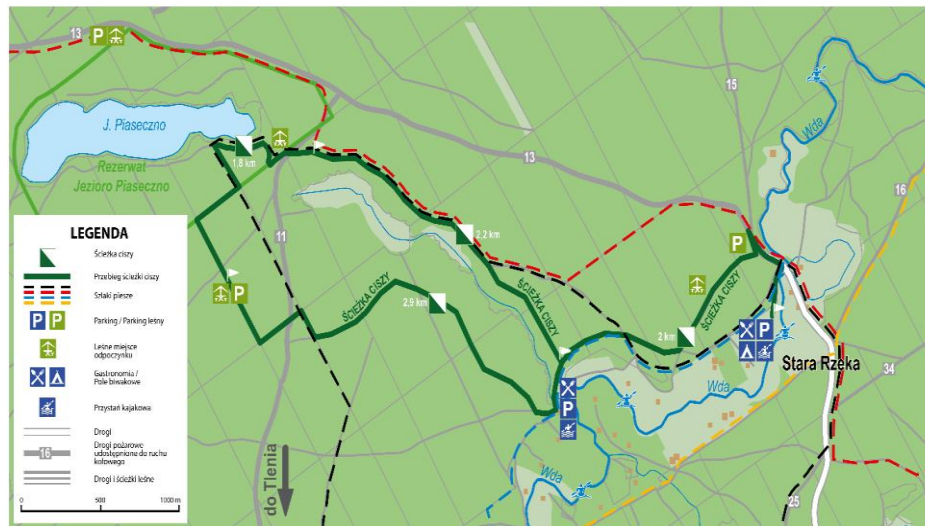 13
P
J. Piaseczno
1,8 km
Rezerwat
Jezioro Piaseczno
Wda
15
13
16
11
P
2,2 km
ŚCIEŻKA CISZY
2,9 km
ŚCIEŻKA CISZY
P
ŚCIEŻKA CISZY
2 km
P
Stara Rzeka
34
Wda
P
Wda
25
do Tlenia
LEGENDA
Ścieżka ciszy
Przebieg ścieżki ciszy
Szlaki piesze
P P Parking / Parking leśny
Leśne miejsce
odpoczynku
Gastronomia /
Pole biwakowe
Przystań kajakowa
Drogi
16 Drogi pożarowe
udostępnione do ruchu
kołowego
Drogi i ścieżki leśne
0 500 1000 m